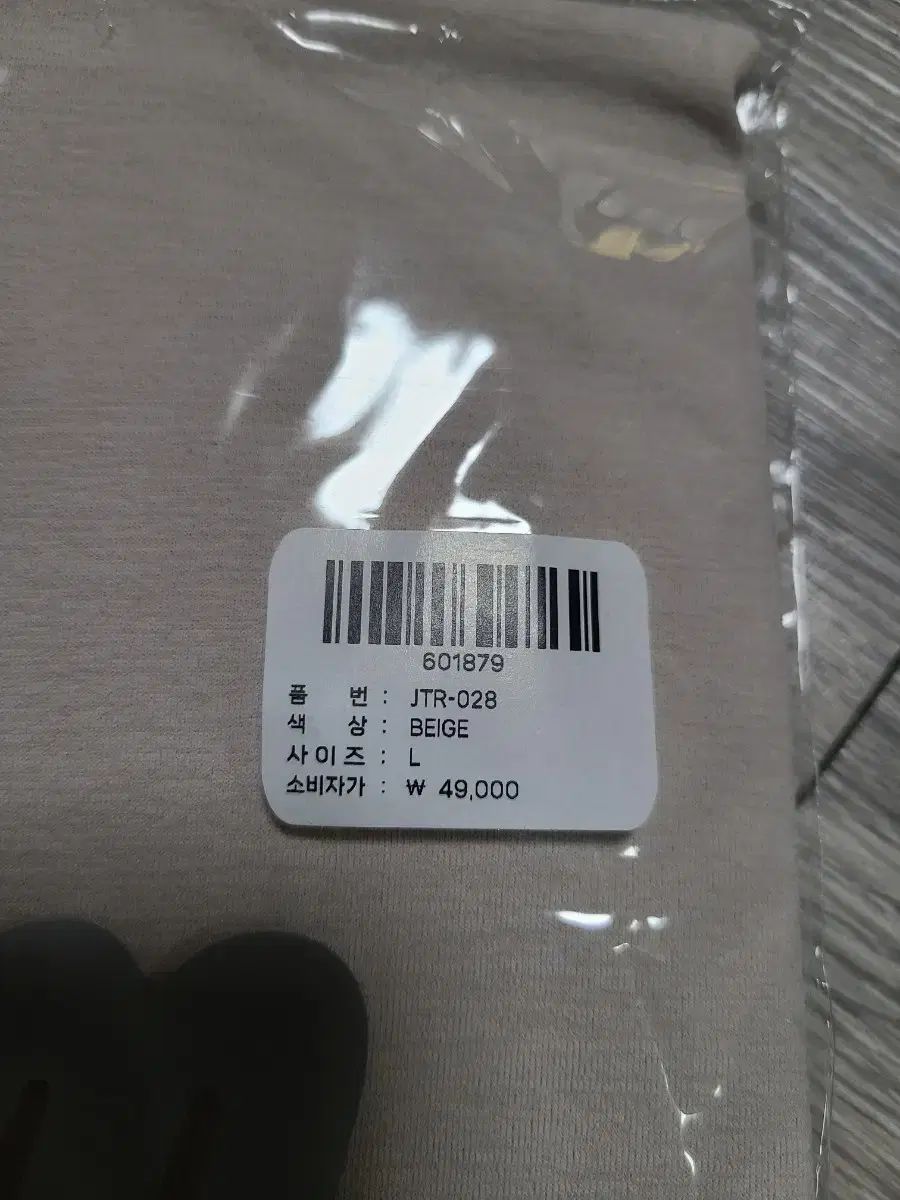 601879
품 번 : JTR-028
색 상 : BEIGE
사이즈 : L
소비자가 : ₩ 49,000